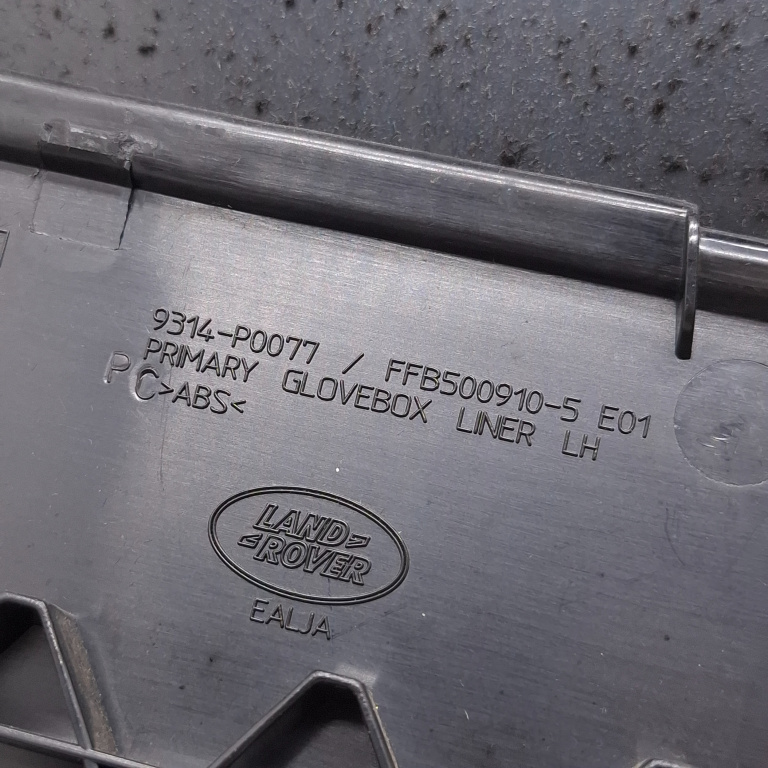 9314-P0077 / FFB500910-5 E01
PRIMARY GLOVEBOX LINER LH
PC>ABS<
LAND
ROVER
EALJA